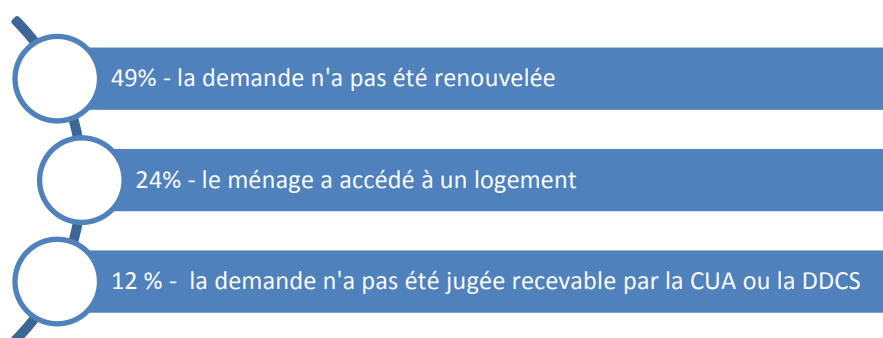 49% - la demande n'a pas été renouvelée
24% - le ménage a accédé à un logement
12 % - la demande n'a pas été jugée recevable par la CUA ou la DDCS